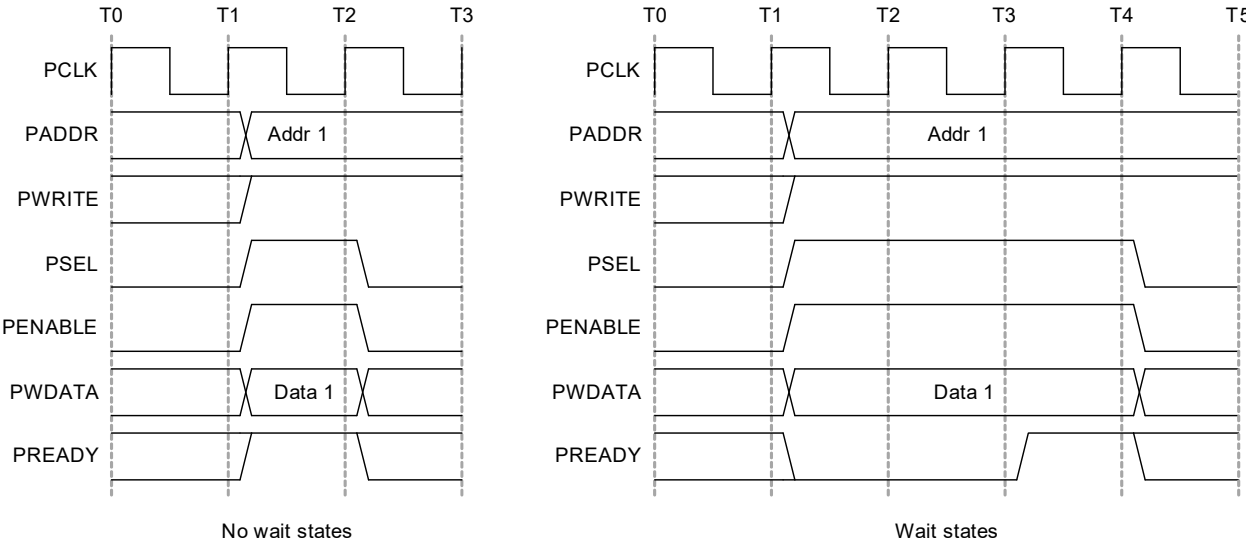 T0 T1 T2 T3 T0 T1 T2 T3 T4 T5
PCLK PCLK
PADDR Addr 1 PADDR Addr 1
PWRITE PWRITE
PSEL PSEL
PENABLE PENABLE
PWDATA Data 1 PWDATA Data 1
PREADY PREADY
No wait states Wait states